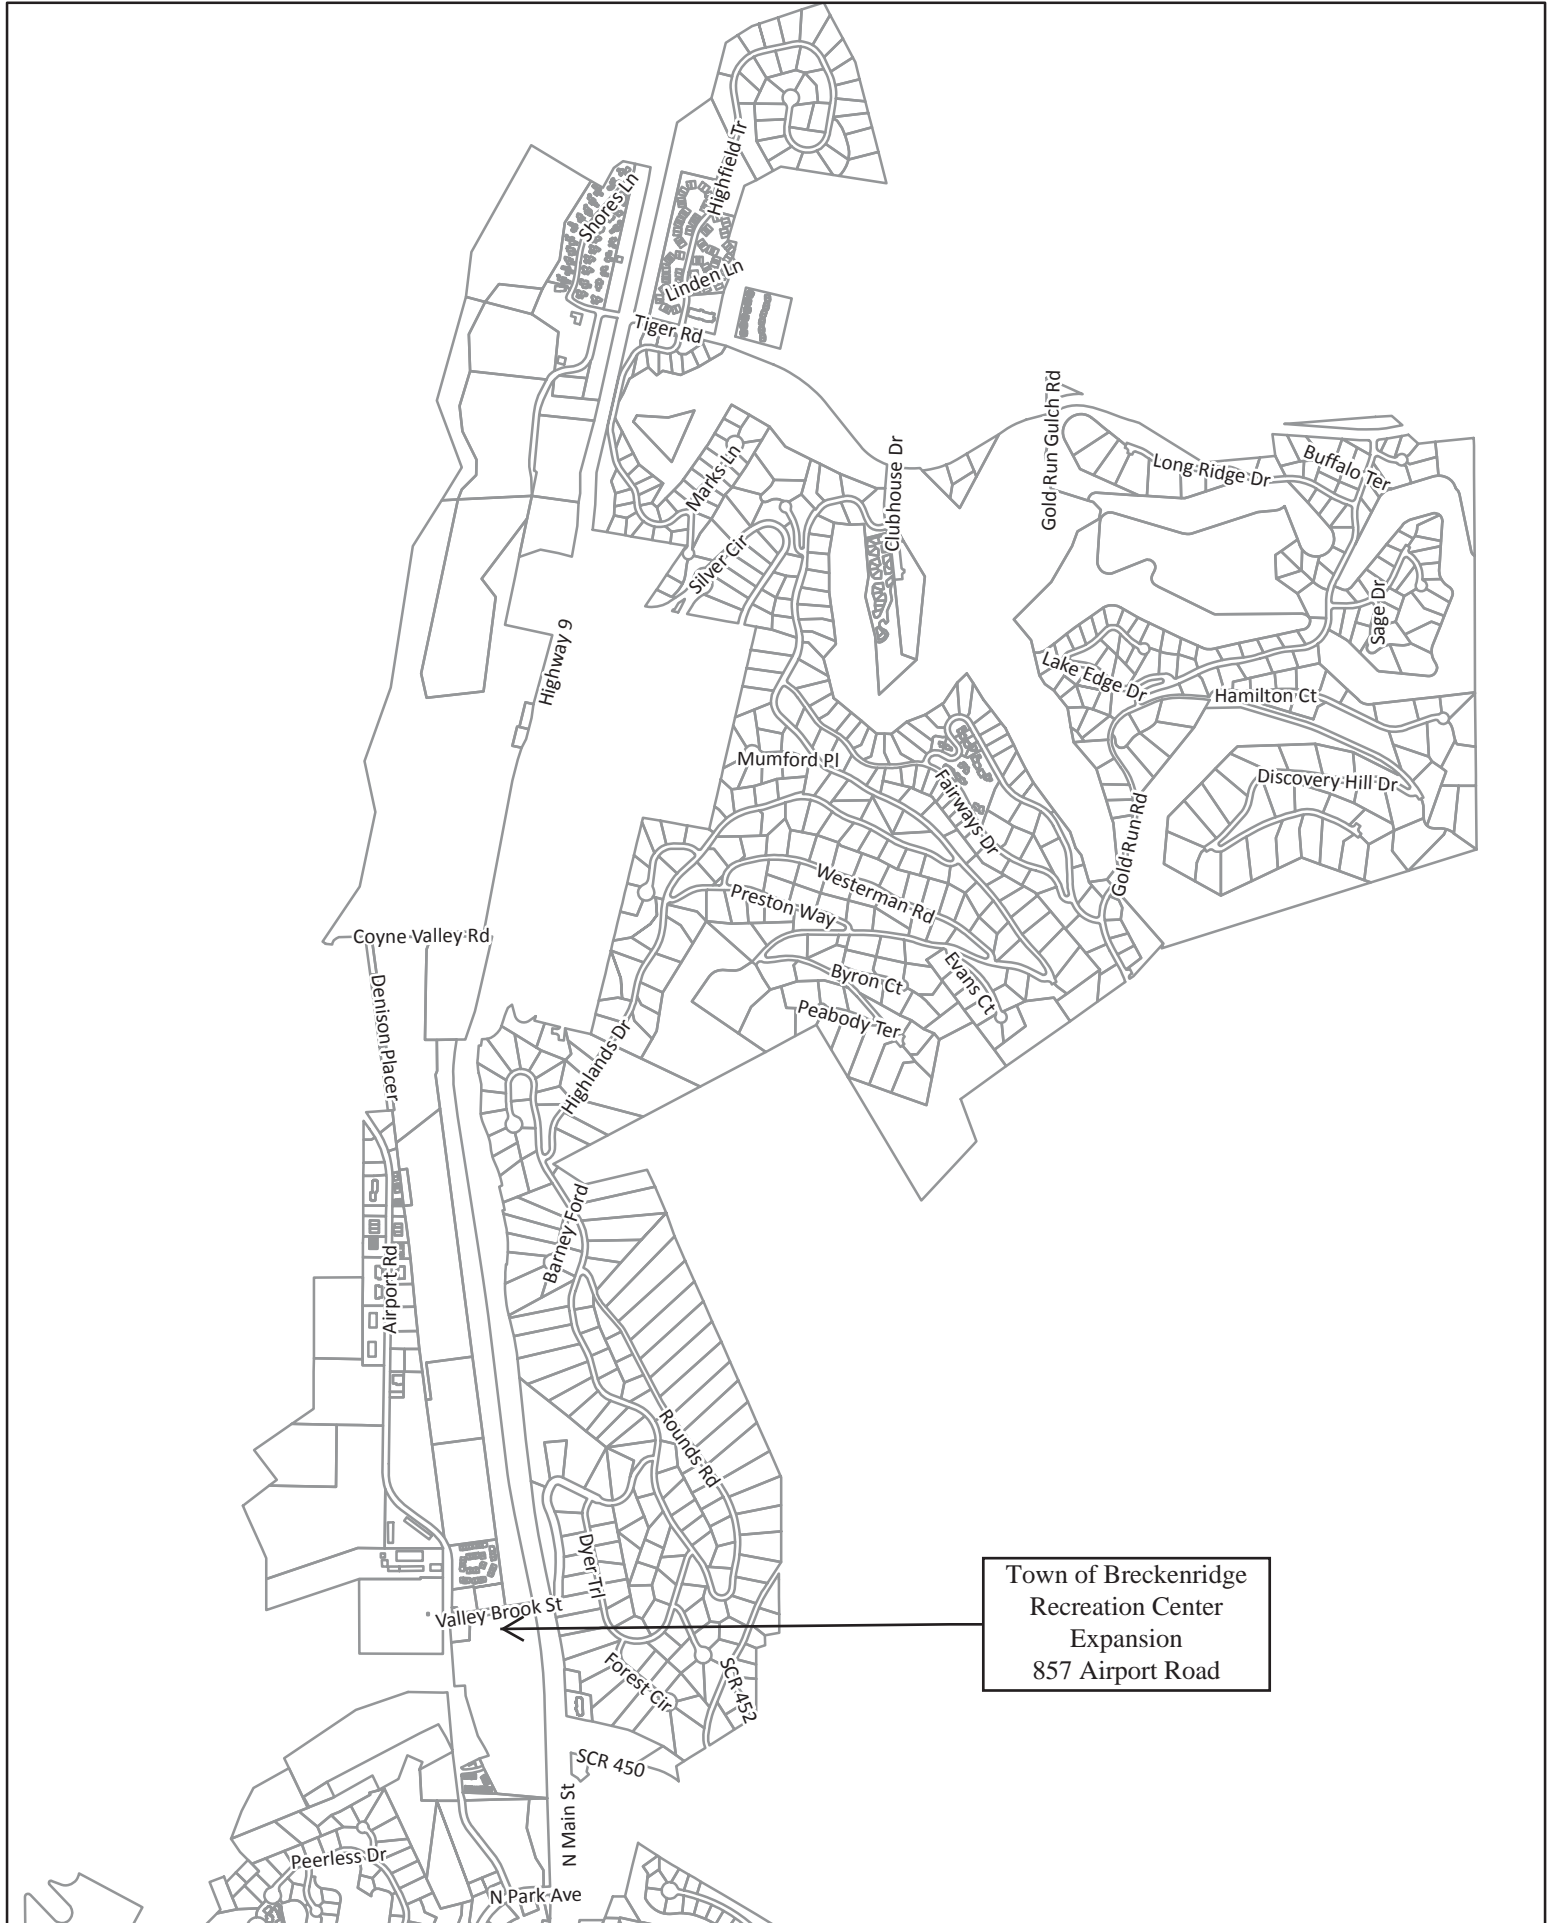 Highfield Tr
Shores Ln
Linden Ln
Tiger Rd
Gold Run Gulch Rd
Clubhouse Dr
Marks Ln
Long Ridge Dr
Buffalo Ter
Silver Cir
Sage Dr
Highway 9
Lake Edge Dr
Hamilton Ct
Mumford Pl
Fairways Dr
Discovery Hill Dr
Gold Run Rd
Westerman Rd
Preston Way
Coyne Valley Rd
Evans Ct
Byron Ct
Denison Placer
Peabody Ter
Highlands Dr
Barney Ford
Airport Rd
Rounds Rd
Dyer Trl
Valley Brook St
Town of Breckenridge
Recreation Center
Expansion
857 Airport Road
Forest Cir
SCR 452
SCR 450
N Main St
Peerless Dr
N Park Ave